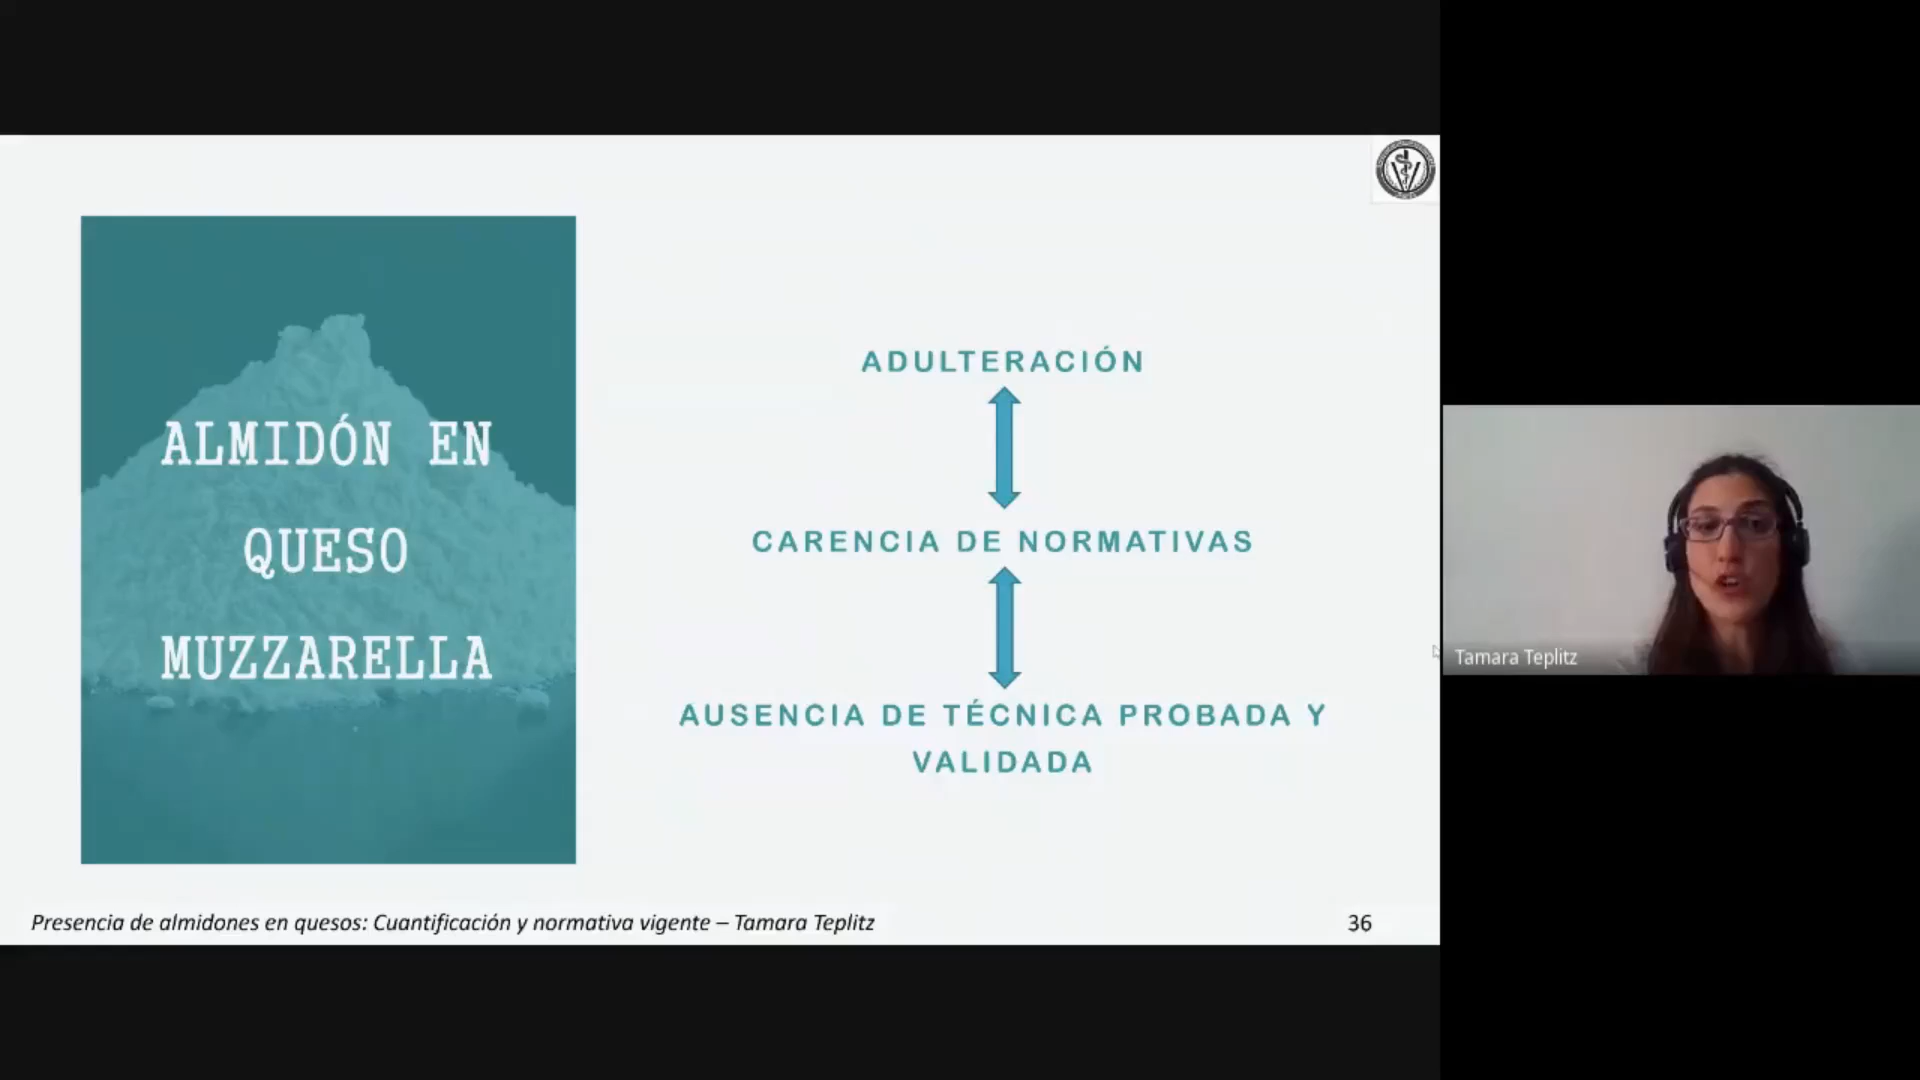 ALMIDÓN EN
QUESO
MUZZARELLA
ADULTERACIÓN
CARENCIA DE NORMATIVAS
AUSENCIA DE TÉCNICA PROBADA Y
VALIDADA
Presencia de almidones en quesos: Cuantificación y normativa vigente – Tamara Teplitz
36
Tamara Teplitz